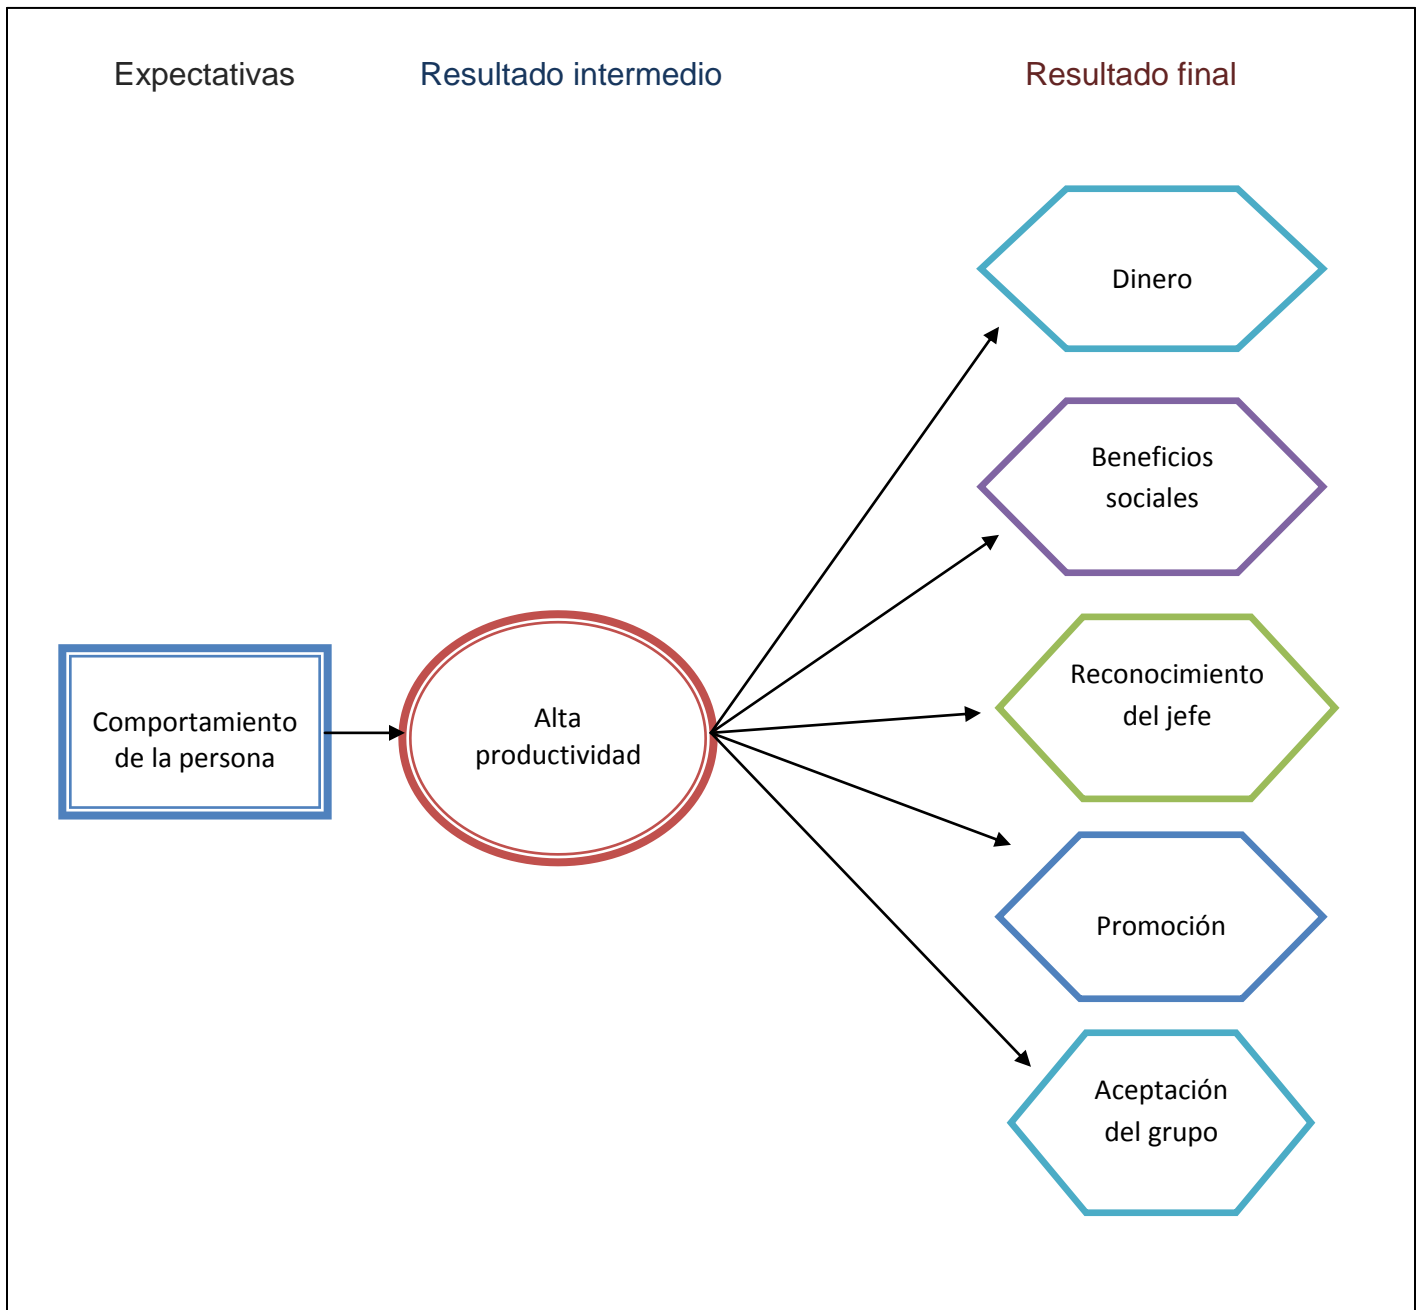 Expectativas
Resultado intermedio
Resultado final
Dinero
Beneficios
sociales
Reconocimiento
del jefe
Comportamiento
de la persona
Alta
productividad
Promoción
Aceptación
del grupo